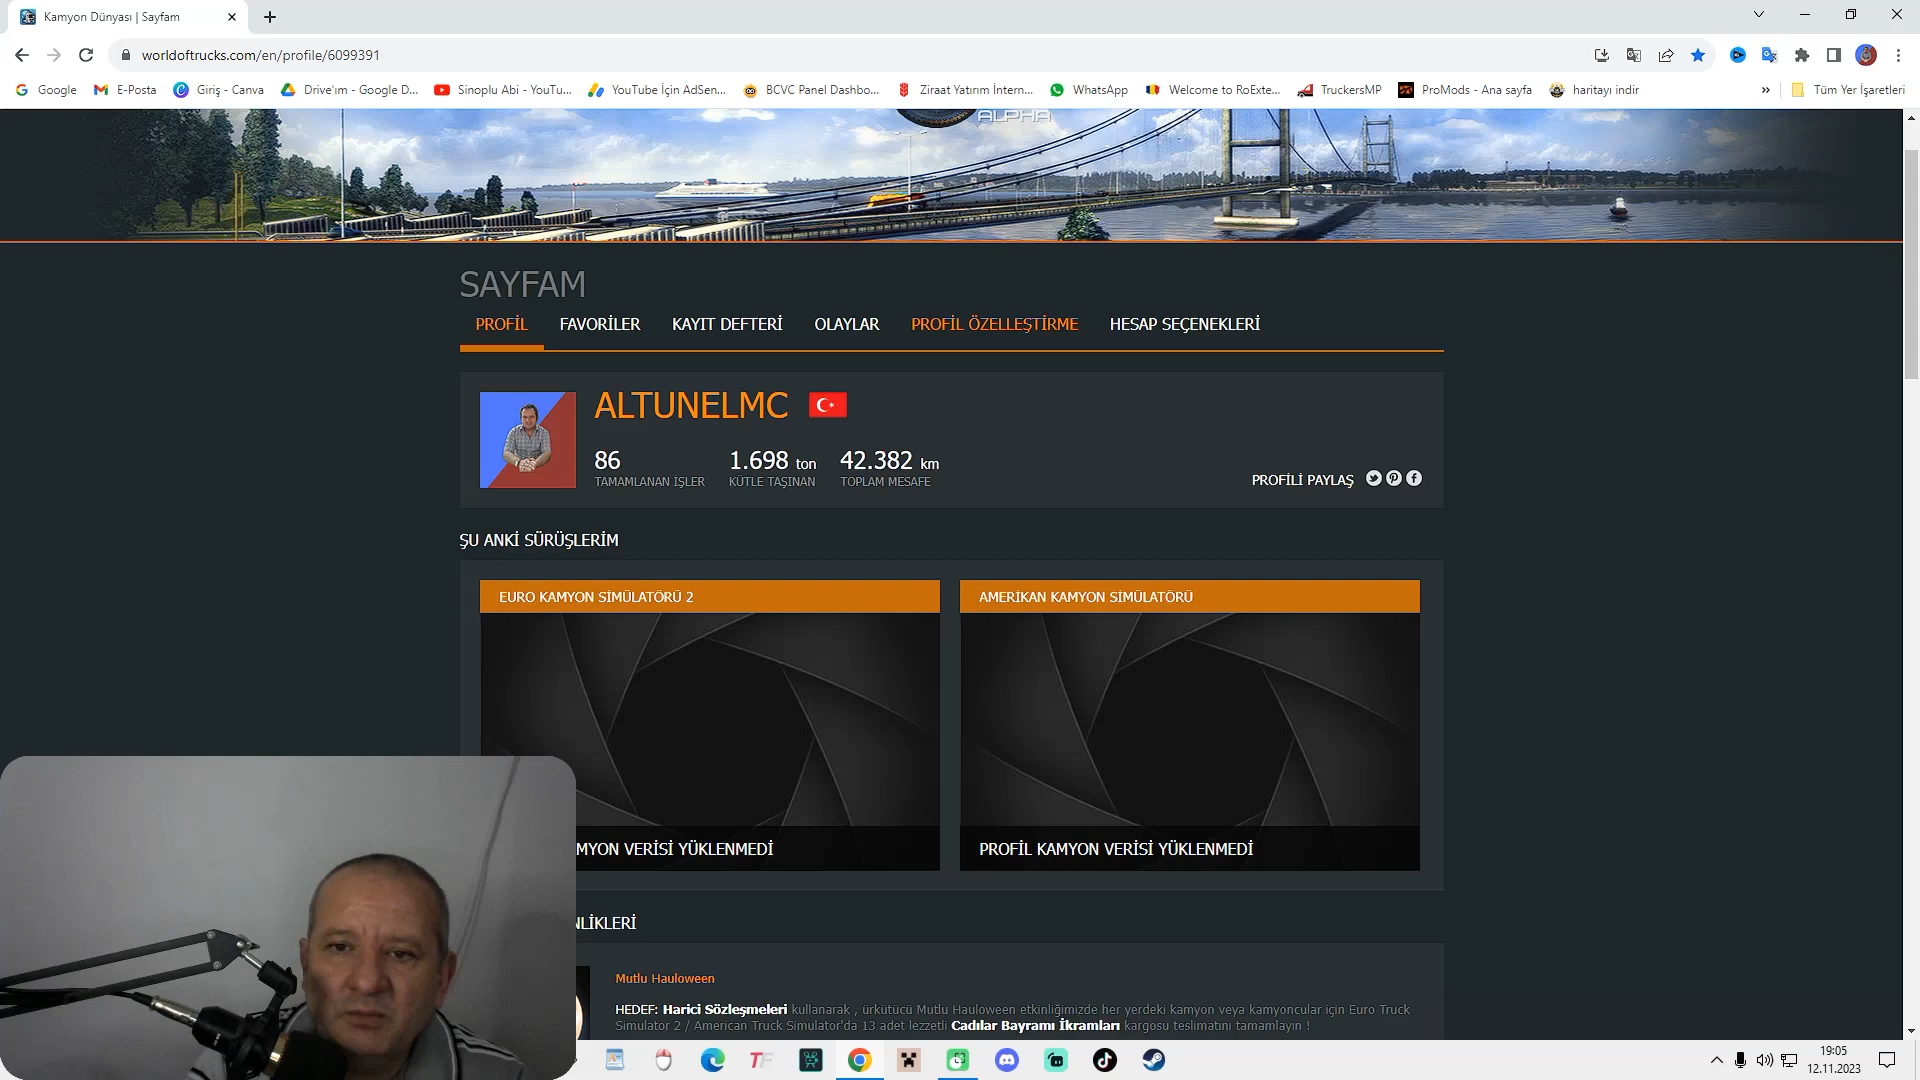 Kamyon Dünyası | Sayfam
worldoftrucks.com/en/profile/6099391
Google E-Posta Giriş - Canva Drive'ım - Google D... Sinoplu Abi - YouTu... YouTube İçin AdSen... BCVC Panel Dashbo... Ziraat Yatırım İntern... WhatsApp Welcome to RoExte... TruckersMP ProMods - Ana sayfa haritayı indir » Tüm Yer İşaretleri
ALPHA
SAYFAM
PROFİL FAVORİLER KAYIT DEFTERİ OLAYLAR PROFİL ÖZELLEŞTİRME HESAP SEÇENEKLERİ
ALTUNELMC
86 1.698 ton 42.382 km
TAMAMLANAN İŞLER KÜTLE TAŞINAN TOPLAM MESAFE
PROFİLİ PAYLAŞ
ŞU ANKİ SÜRÜŞLERİM
EURO KAMYON SİMÜLATÖRÜ 2 AMERİKAN KAMYON SİMÜLATÖRÜ
MYON VERİSİ YÜKLENMEDİ PROFİL KAMYON VERİSİ YÜKLENMEDİ
NLİKLERİ
Mutlu Hauloween
HEDEF: Harici Sözleşmeleri kullanarak , ürkütücü Mutlu Hauloween etkinliğimizde her yerdeki kamyon veya kamyoncular için Euro Truck
Simulator 2 / American Truck Simulator'da 13 adet lezzetli Cadılar Bayramı İkramları kargosu teslimatını tamamlayın !
TF
19:05
12.11.2023